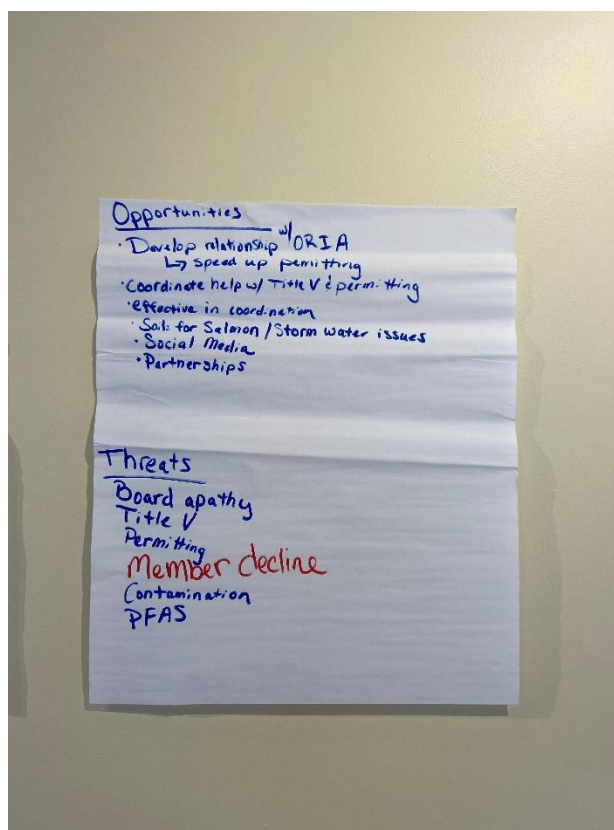 Opportunities
· Develop relationship w/ ORIA
↳ speed up permitting
· Coordinate help w/ Title V & permitting
· effective in coordination
· Soils for Salmon / Storm water issues
· Social Media
· Partnerships
Threats
Board apathy
Title V
Permitting
Member decline
Contamination
PFAS